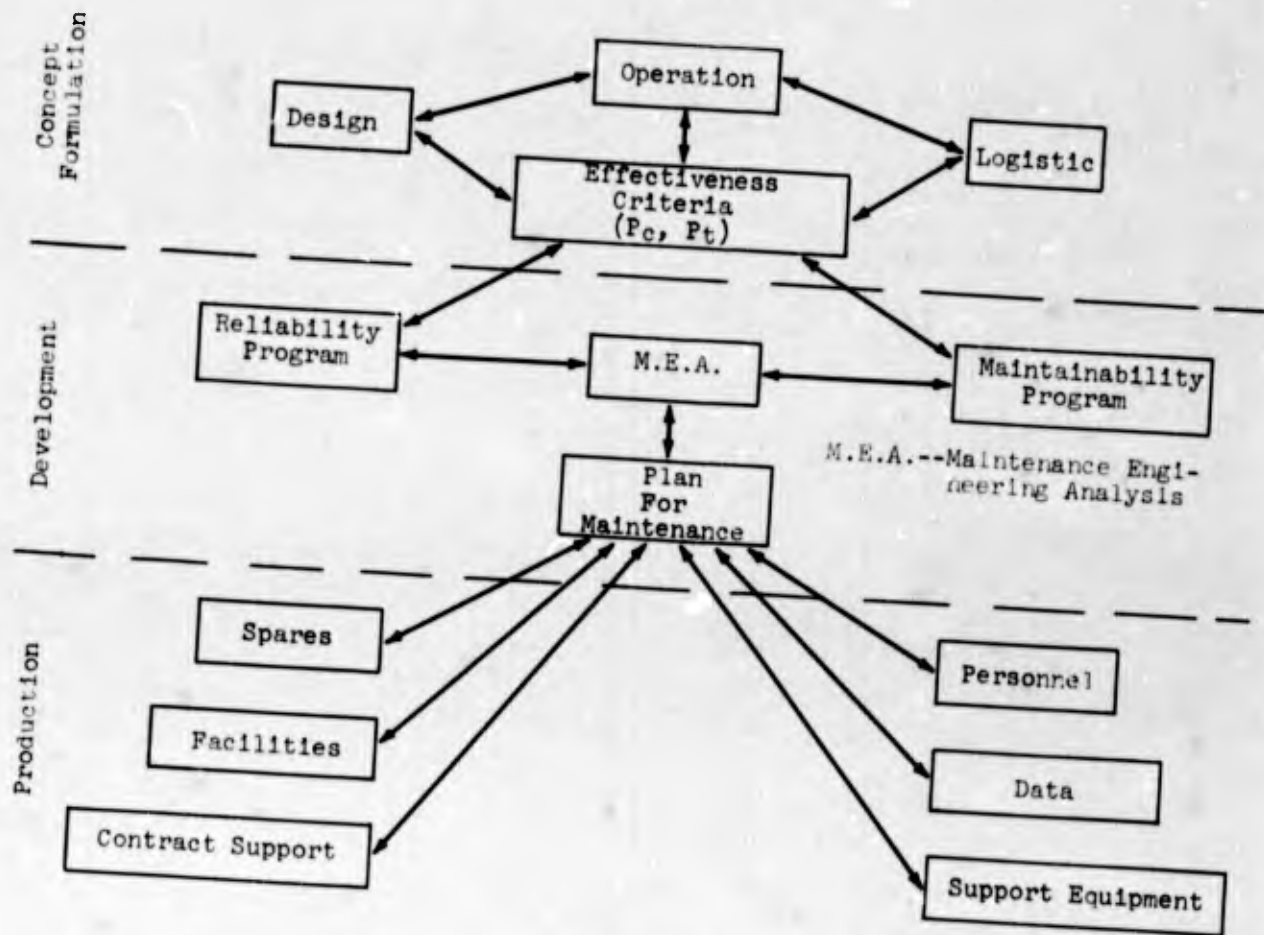 Concept
Formulation
Operation
Design
Logistic
Effectiveness
Criteria
(Pc, Pt)
Development
Reliability
Program
M.E.A.
Maintainability
Program
M.E.A.--Maintenance Engi-
neering Analysis
Plan
For
Maintenance
Production
Spares
Personnel
Facilities
Data
Contract Support
Support Equipment